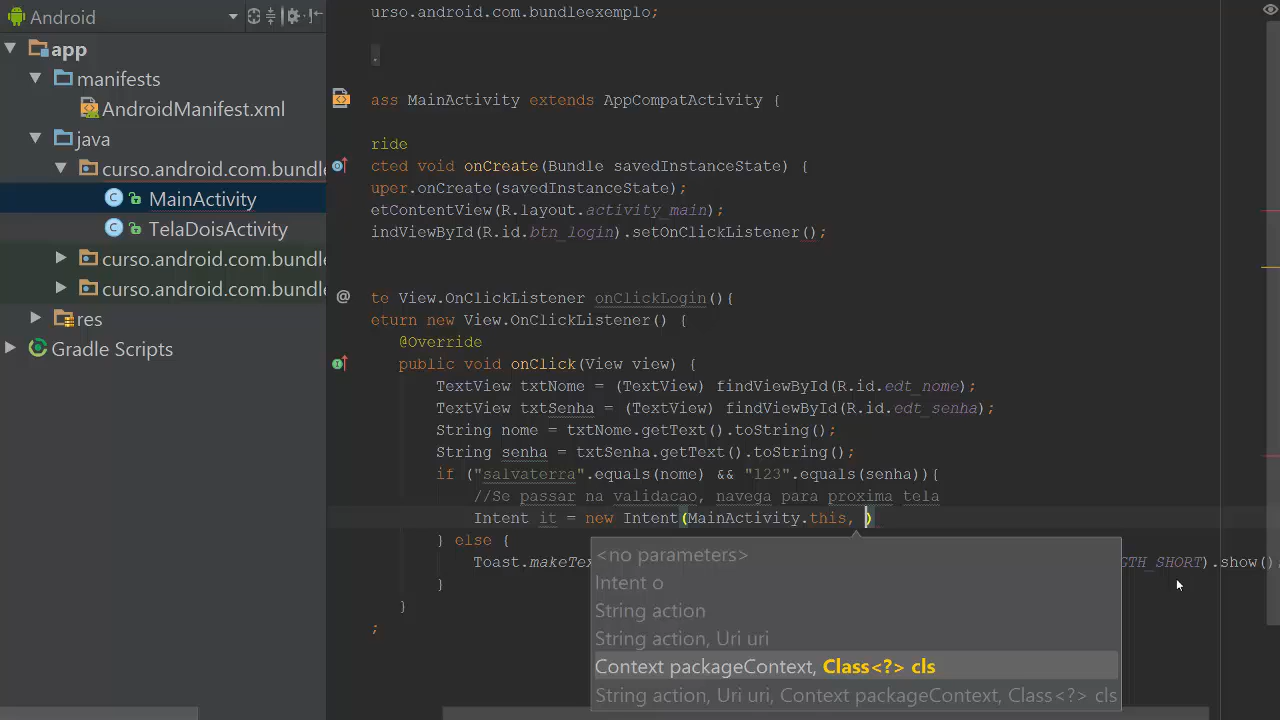 Android
app
manifests
AndroidManifest.xml
java
curso.android.com.bundle
MainActivity
TelaDoisActivity
curso.android.com.bundle
curso.android.com.bundle
res
Gradle Scripts
urso.android.com.bundleexemplo;
.
ass MainActivity extends AppCompatActivity {
ride
cted void onCreate(Bundle savedInstanceState) {
uper.onCreate(savedInstanceState);
etContentView(R.layout.activity_main);
indViewById(R.id.btn_login).setOnClickListener();
@ te View.OnClickListener onClickLogin(){
eturn new View.OnClickListener() {
@Override
public void onClick(View view) {
TextView txtNome = (TextView) findViewById(R.id.edt_nome);
TextView txtSenha = (TextView) findViewById(R.id.edt_senha);
String nome = txtNome.getText().toString();
String senha = txtSenha.getText().toString();
if ("salvaterra".equals(nome) && "123".equals(senha)){
//Se passar na validacao, navega para proxima tela
Intent it = new Intent(MainActivity.this, )
} else {
Toast.makeTe GTH_SHORT).show();
}
}
;
<no parameters>
Intent o
String action
String action, Uri uri
Context packageContext, Class<?> cls
String action, Uri uri, Context packageContext, Class<?> cls